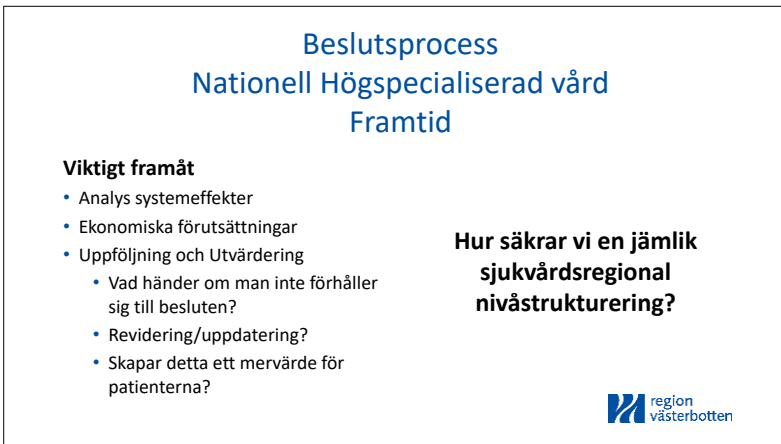 Beslutsprocess
Nationell Högspecialiserad vård
Framtid
Viktigt framåt
• Analys systemeffekter
• Ekonomiska förutsättningar
• Uppföljning och Utvärdering
• Vad händer om man inte förhåller
sig till besluten?
• Revidering/uppdatering?
• Skapar detta ett mervärde för
patienterna?
Hur säkrar vi en jämlik
sjukvårdsregional
nivåstrukturering?
region
västerbotten